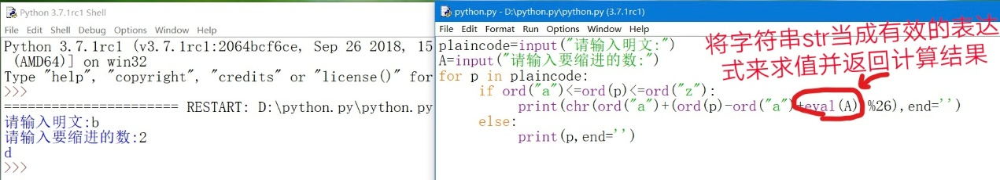 Python 3.7.1rc1 Shell
File Edit Shell Debug Options Window Help
Python 3.7.1rc1 (v3.7.1rc1:2064bcf6ce, Sep 26 2018, 15
(AMD64)] on win32
Type "help", "copyright", "credits" or "license()" for
>>>
====================== RESTART: D:\python.py\python.py
请输入明文:b
请输入要缩进的数:2
d
>>>
python.py - D:\python.py\python.py (3.7.1rc1)
File Edit Format Run Options Window Help
plaincode=input("请输入明文:")
A=input("请输入要缩进的数:")
for p in plaincode:
if ord("a")<=ord(p)<=ord("z"):
print(chr(ord("a")+(ord(p)-ord("a")+eval(A) %26),end='')
else:
print(p,end='')
将字符串str当成有效的表达
式来求值并返回计算结果